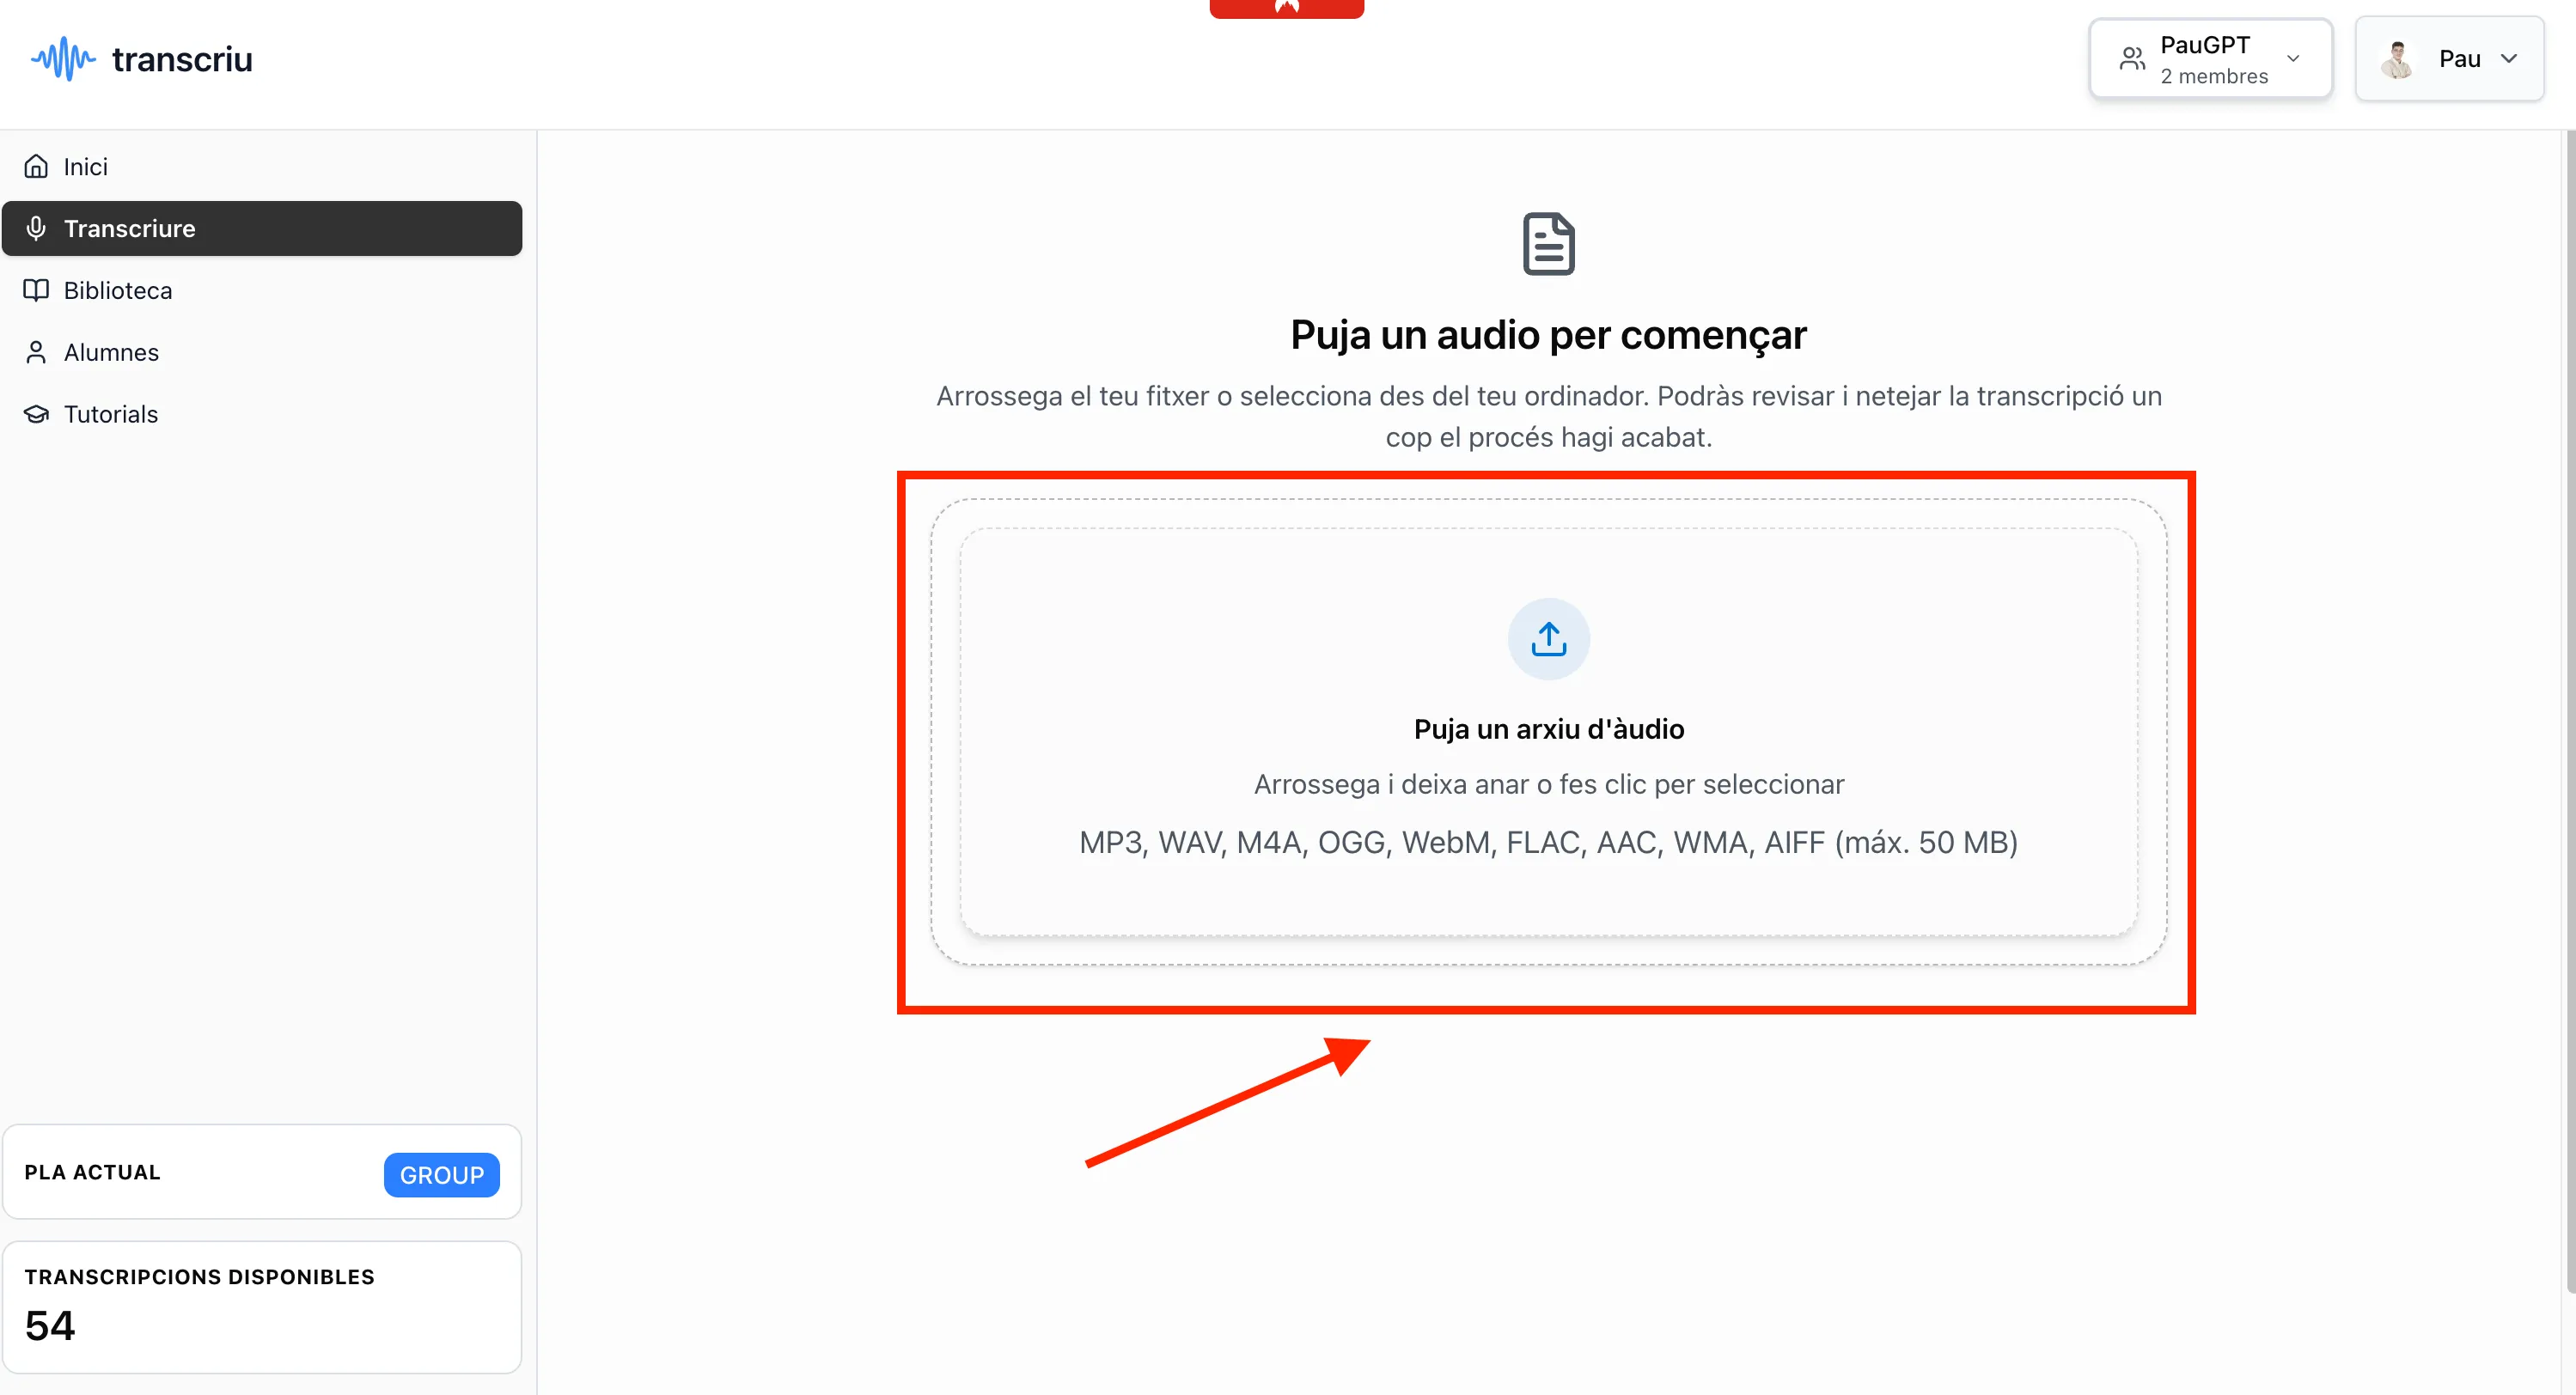 transcriu
PauGPT
2 membres
Pau
Inici
Transcriure
Biblioteca
Alumnes
Tutorials
Puja un audio per començar
Arrossega el teu fitxer o selecciona des del teu ordinador. Podràs revisar i netejar la transcripció un
cop el procés hagi acabat.
Puja un arxiu d'àudio
Arrossega i deixa anar o fes clic per seleccionar
MP3, WAV, M4A, OGG, WebM, FLAC, AAC, WMA, AIFF (máx. 50 MB)
PLA ACTUAL
GROUP
TRANSCRIPCIONS DISPONIBLES
54